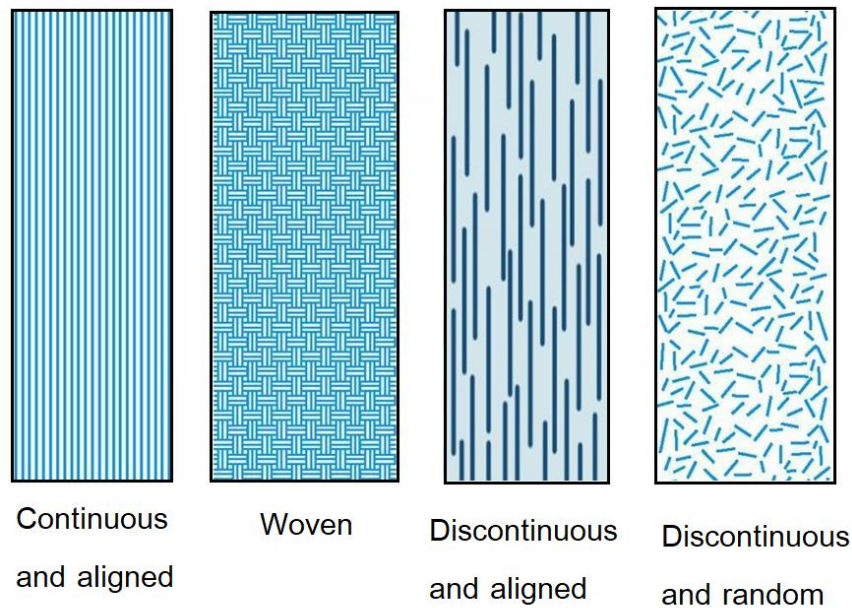 Continuous
and aligned
Woven
Discontinuous
and aligned
Discontinuous
and random